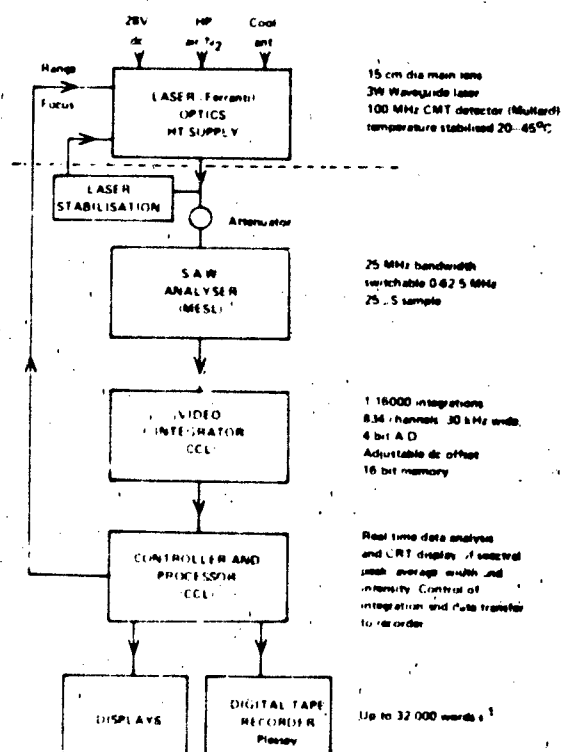 28V
dc
HP
air N2
Cool
ant
Range
Focus
LASER (Ferranti)
OPTICS
HT SUPPLY
15 cm dia main lens
3W Waveguide laser
100 MHz CMT detector (Mullard)
temperature stabilised 20-45°C
LASER
STABILISATION
Attenuator
S.A.W
ANALYSER
(MESL)
25 MHz bandwidth
switchable 0-62.5 MHz
25 S sample
VIDEO
INTEGRATOR
CCL
1 16000 integrations
834 channels 30 kHz wide,
4 bit A.D
Adjustable dc offset
16 bit memory
CONTROLLER AND
PROCESSOR
(CCL)
Real time data analysis
and CRT display of spectral
peak average width and
intensity. Control of
integration and data transfer
to recorder
DISPLAYS
DIGITAL TAPE
RECORDER
Plessey
Up to 32 000 words s-1